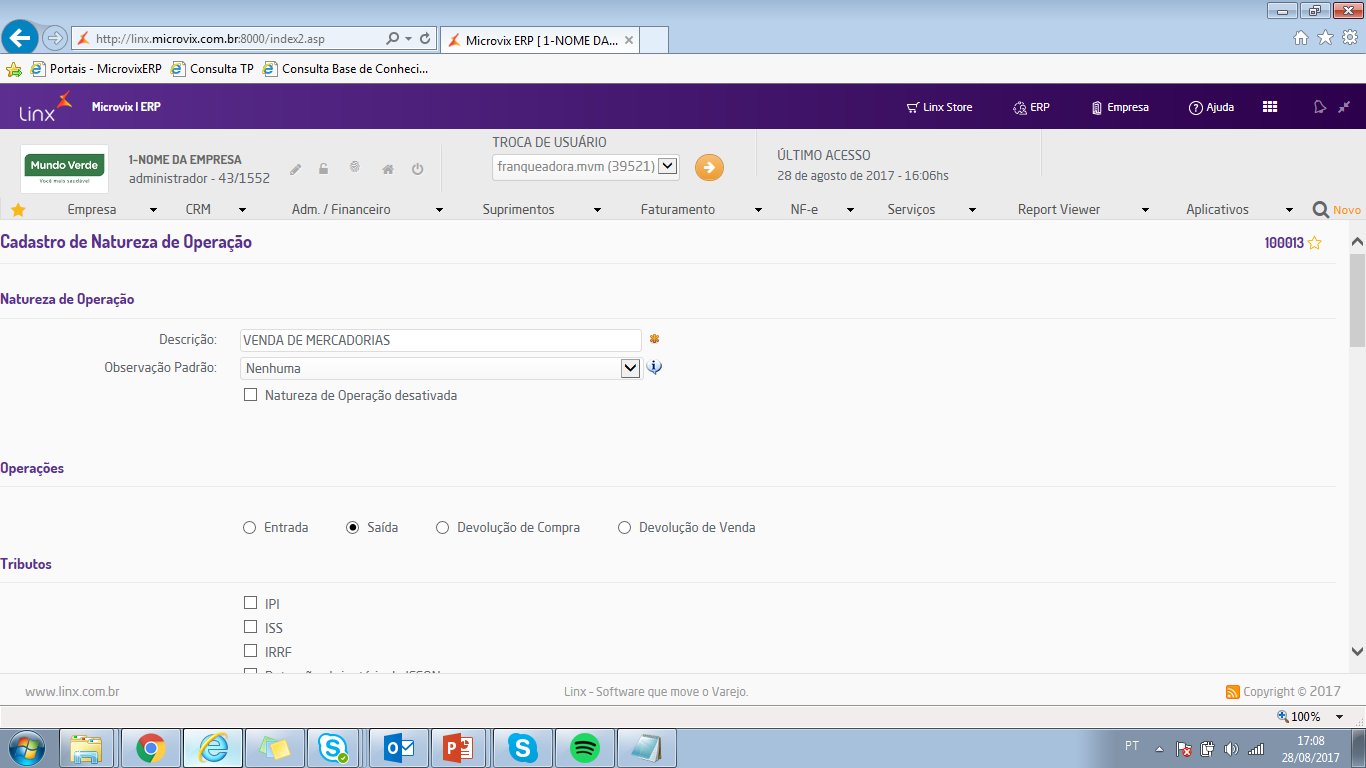 http://linx.microvix.com.br:8000/index2.asp
Microvix ERP [ 1-NOME DA...
Portais - MicrovixERP
Consulta TP
Consulta Base de Conheci...
Linx
Microvix | ERP
Linx Store
ERP
Empresa
Ajuda
Mundo Verde
Você mais saudável
1-NOME DA EMPRESA
administrador - 43/1552
TROCA DE USUÁRIO
franqueadora.mvm (39521)
ÚLTIMO ACESSO
28 de agosto de 2017 - 16:06hs
Empresa
CRM
Adm. / Financeiro
Suprimentos
Faturamento
NF-e
Serviços
Report Viewer
Aplicativos
Novo
Cadastro de Natureza de Operação
100013
Natureza de Operação
Descrição:
VENDA DE MERCADORIAS
Observação Padrão:
Nenhuma
Natureza de Operação desativada
Operações
Entrada
Saída
Devolução de Compra
Devolução de Venda
Tributos
IPI
ISS
IRRF
www.linx.com.br
Linx - Software que move o Varejo.
Copyright © 2017
100%
PT
17:08
28/08/2017